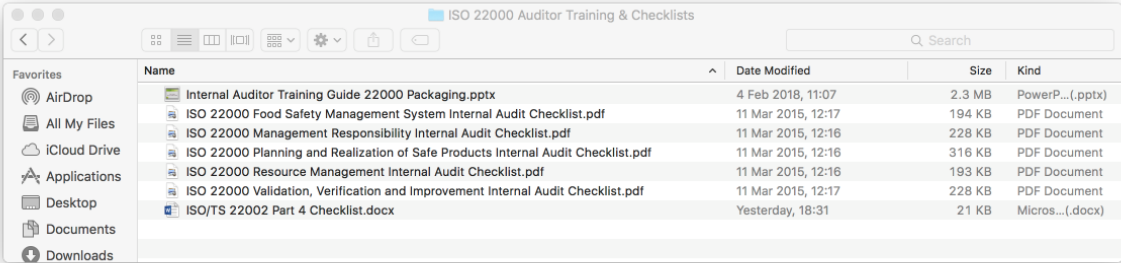 ISO 22000 Auditor Training & Checklists
Search
Favorites
AirDrop
All My Files
iCloud Drive
Applications
Desktop
Documents
Downloads
Name Date Modified Size Kind
Internal Auditor Training Guide 22000 Packaging.pptx 4 Feb 2018, 11:07 2.3 MB PowerP...(.pptx)
ISO 22000 Food Safety Management System Internal Audit Checklist.pdf 11 Mar 2015, 12:17 194 KB PDF Document
ISO 22000 Management Responsibility Internal Audit Checklist.pdf 11 Mar 2015, 12:16 228 KB PDF Document
ISO 22000 Planning and Realization of Safe Products Internal Audit Checklist.pdf 11 Mar 2015, 12:16 316 KB PDF Document
ISO 22000 Resource Management Internal Audit Checklist.pdf 11 Mar 2015, 12:16 193 KB PDF Document
ISO 22000 Validation, Verification and Improvement Internal Audit Checklist.pdf 11 Mar 2015, 12:17 228 KB PDF Document
ISO/TS 22002 Part 4 Checklist.docx Yesterday, 18:31 21 KB Micros...(.docx)